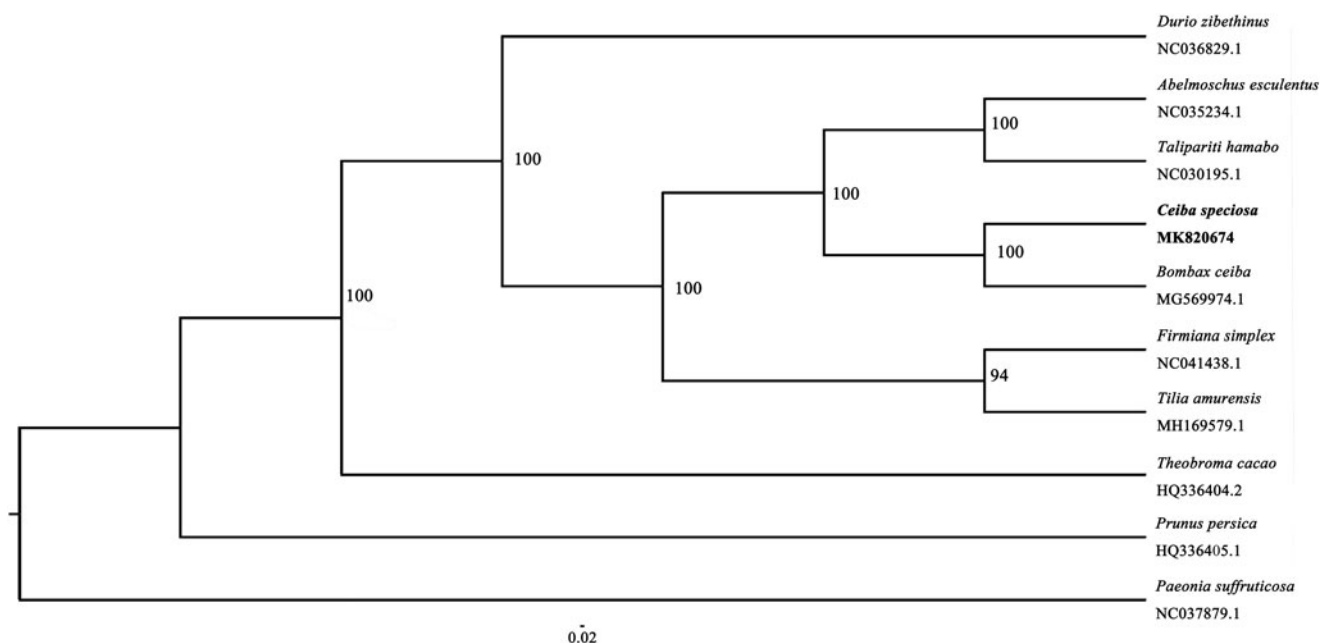 Durio zibethinus
NC036829.1
Abelmoschus esculentus
NC035234.1
100
Talipariti hamabo
NC030195.1
100
100
Ceiba speciosa
MK820674
100
Bombax ceiba
MG569974.1
100
100
Firmiana simplex
NC041438.1
94
Tilia amurensis
MH169579.1
Theobroma cacao
HQ336404.2
Prunus persica
HQ336405.1
Paeonia suffruticosa
NC037879.1
0.02